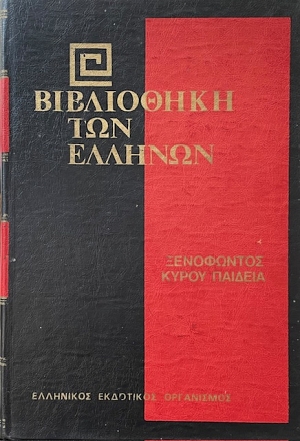 ΒΙΒΛΙΟΘΗΚΗ
ΤΩΝ
ΕΛΛΗΝΩΝ
ΞΕΝΟΦΩΝΤΟΣ
ΚΥΡΟΥ ΠΑΙΔΕΙΑ
ΕΛΛΗΝΙΚΟΣ ΕΚΔΟΤΙΚΟΣ ΟΡΓΑΝΙΣΜΟΣ